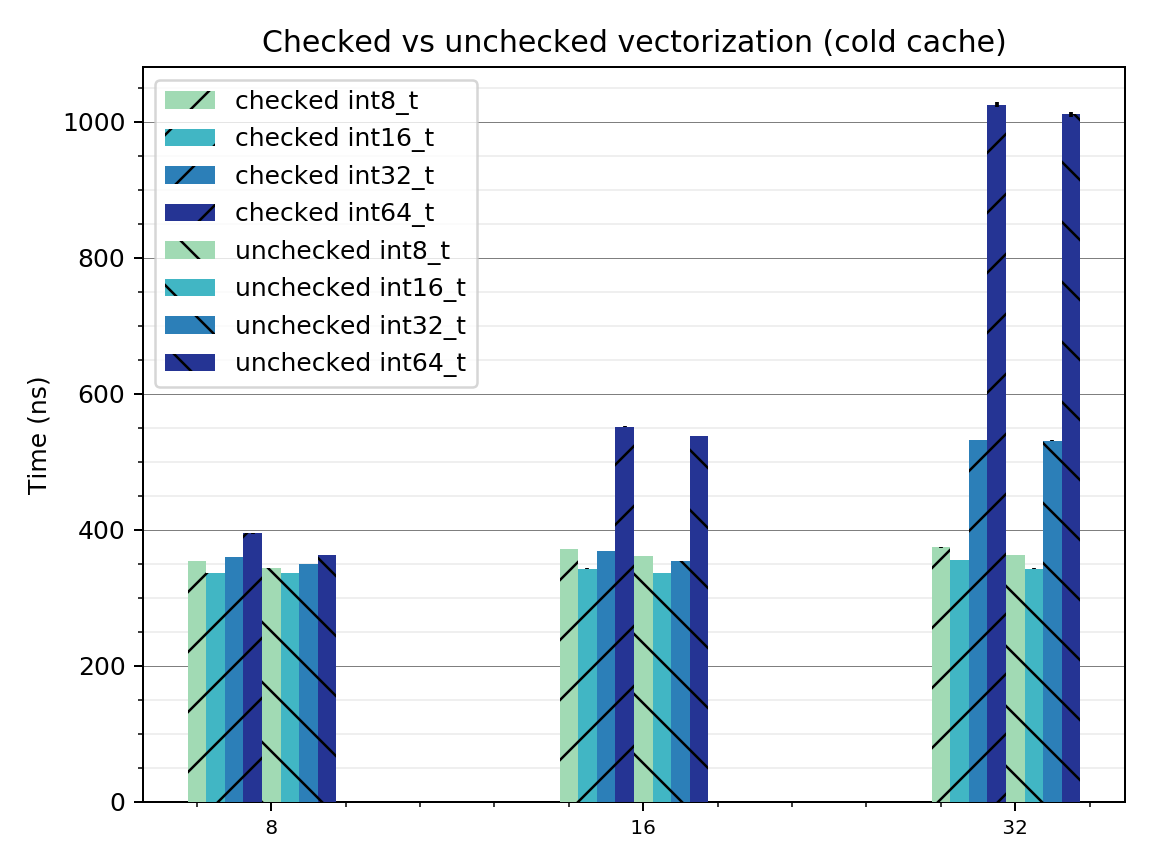 Checked vs unchecked vectorization (cold cache)
checked int8_t
checked int16_t
checked int32_t
checked int64_t
unchecked int8_t
unchecked int16_t
unchecked int32_t
unchecked int64_t
Time (ns)
1000
800
600
400
200
0
8 16 32